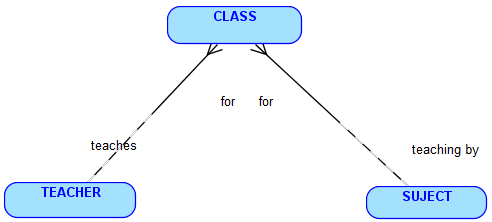 CLASS
for for
teaches
teaching by
TEACHER
SUJECT